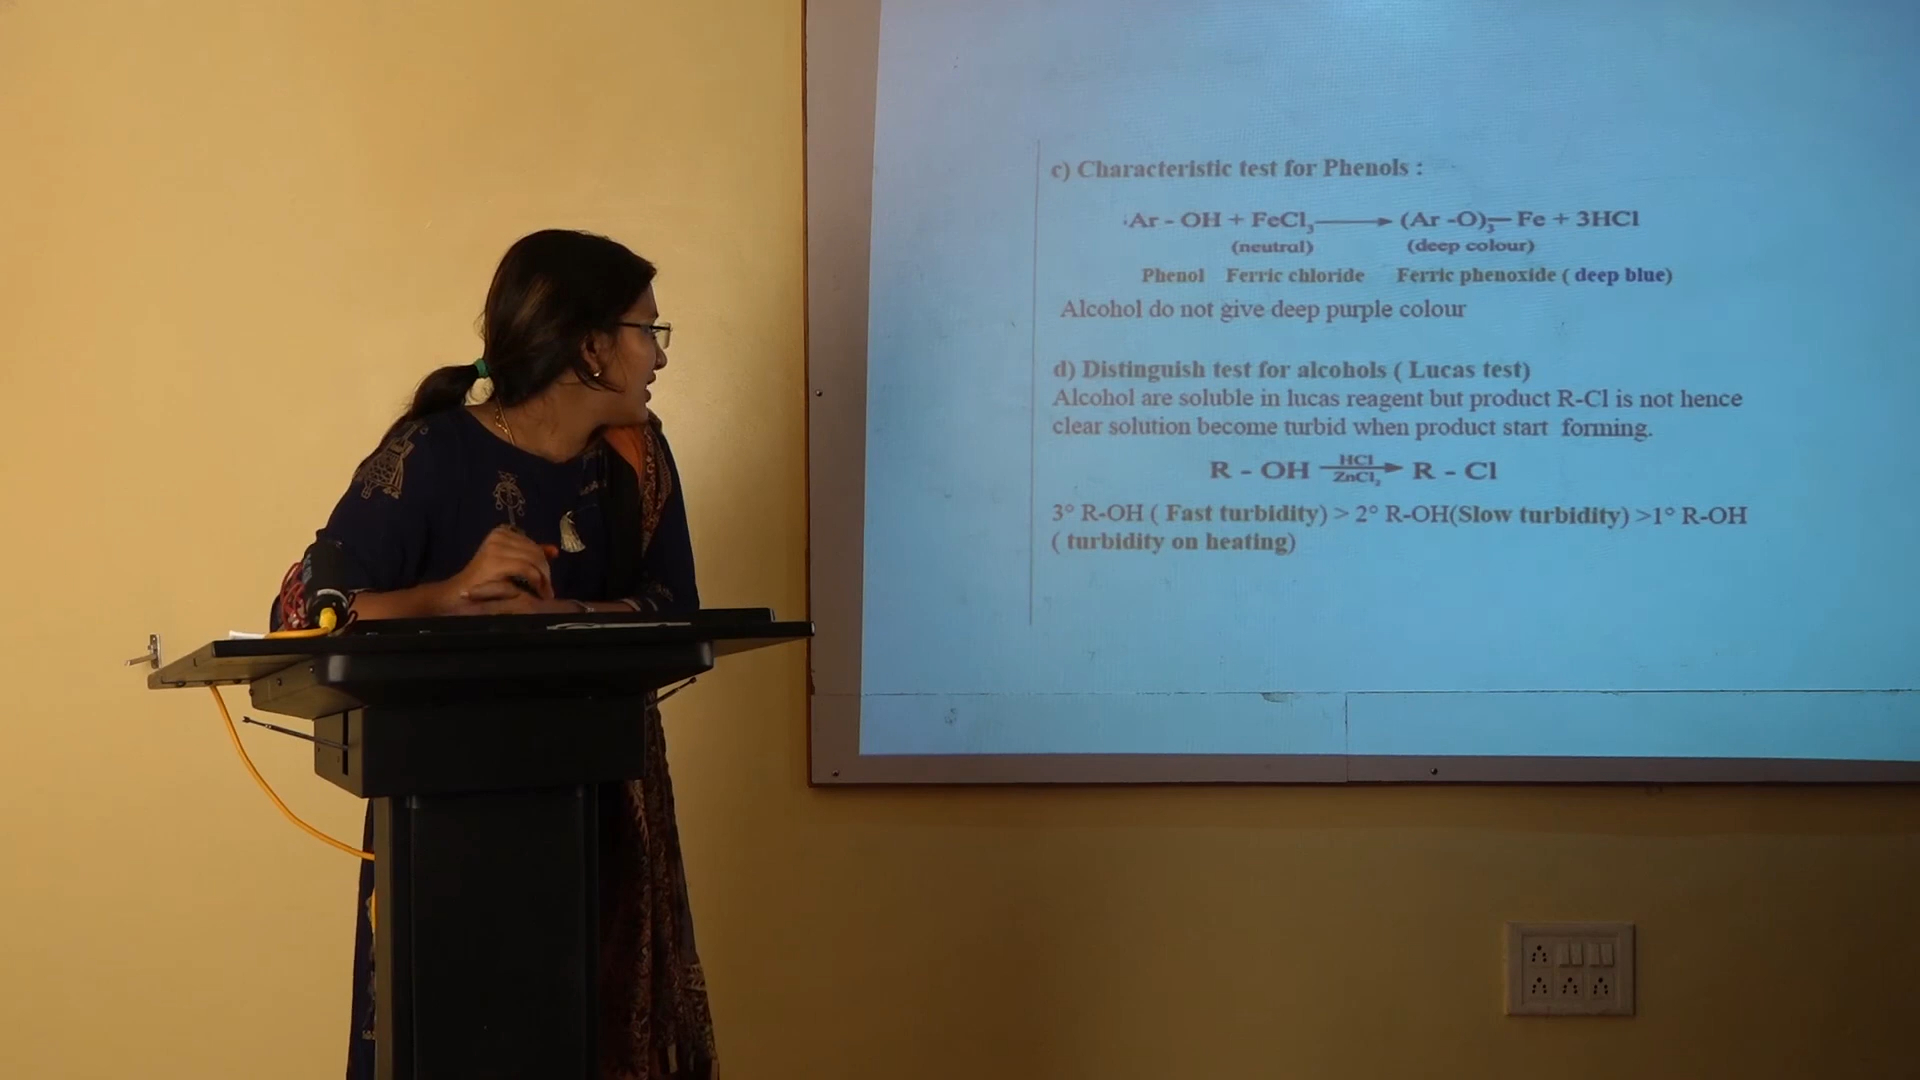 c) Characteristic test for Phenols :
Ar - OH + FeCl3 → (Ar -O)3 – Fe + 3HCl
(neutral) (deep colour)
Phenol Ferric chloride Ferric phenoxide ( deep blue)
Alcohol do not give deep purple colour
d) Distinguish test for alcohols ( Lucas test)
Alcohol are soluble in lucas reagent but product R-Cl is not hence
clear solution become turbid when product start forming.
HCl
R - OH → R - Cl
ZnCl2
3° R-OH ( Fast turbidity) > 2° R-OH(Slow turbidity) >1° R-OH
( turbidity on heating)